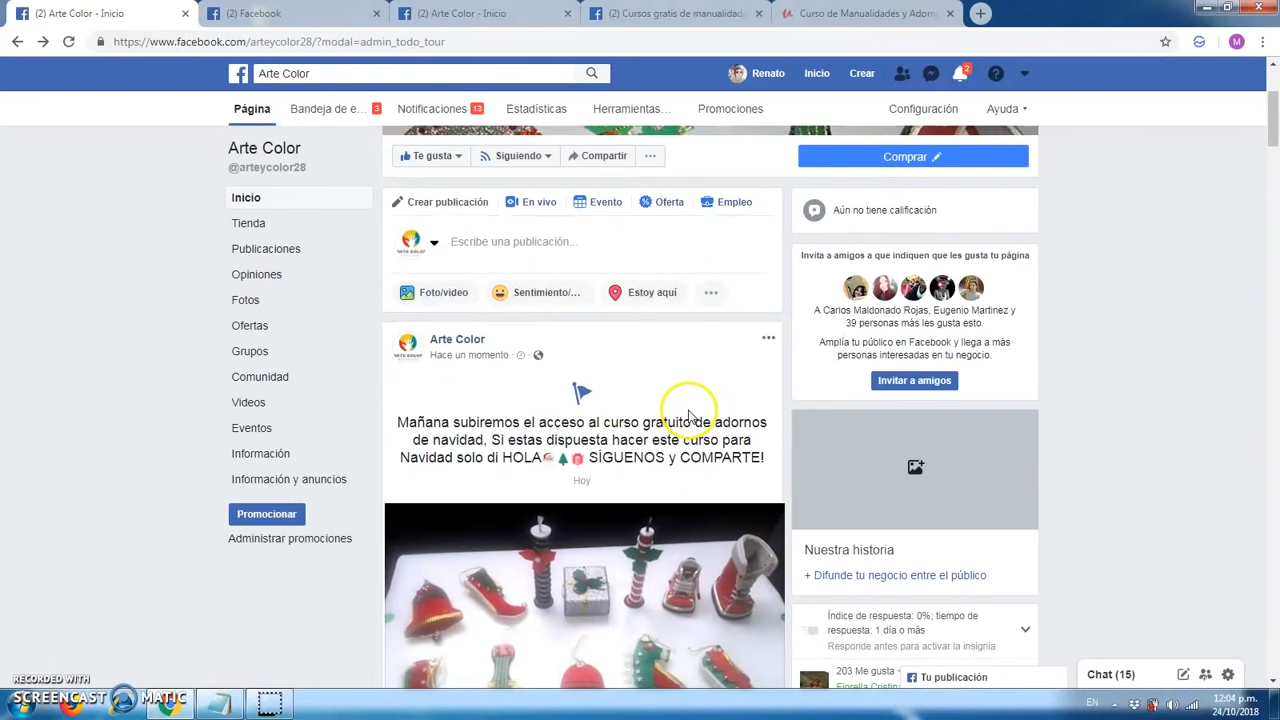 (2) Arte Color - Inicio
(2) Facebook
(2) Arte Color - Inicio
(2) Cursos gratis de manualidad
Curso de Manualidades y Adorn
https://www.facebook.com/arteycolor28/?modal=admin_todo_tour
M
Arte Color
Renato
Inicio
Crear
2
Página
Bandeja de e... 3
Notificaciones 13
Estadísticas
Herramientas...
Promociones
Configuración
Ayuda
Arte Color
@arteycolor28
Te gusta
Siguiendo
Compartir
Comprar
Inicio
Tienda
Publicaciones
Opiniones
Fotos
Ofertas
Grupos
Comunidad
Videos
Eventos
Información
Información y anuncios
Promocionar
Administrar promociones
Crear publicación
En vivo
Evento
Oferta
Empleo
Escribe una publicación...
Foto/video
Sentimiento/...
Estoy aquí
Arte Color
Hace un momento
Mañana subiremos el acceso al curso gratuito de adornos
de navidad, Si estas dispuesta hacer este curso para
Navidad solo di HOLA🎅🎄🎁 SÍGUENOS y COMPARTE!
Hoy
Aún no tiene calificación
Invita a amigos a que indiquen que les gusta tu página
A Carlos Maldonado Rojas, Eugenio Martinez y
39 personas más les gusta esto.
Amplía tu público en Facebook y llega a más
personas interesadas en tu negocio.
Invitar a amigos
Nuestra historia
+ Difunde tu negocio entre el público
Índice de respuesta: 0%; tiempo de
respuesta: 1 día o más
Responde antes para activar la insignia
203 Me gusta
Fiorella Cristin
Tu publicación
Chat (15)
RECORDED WITH
SCREENCAST MATIC
EN
12:04 p.m.
24/10/2018